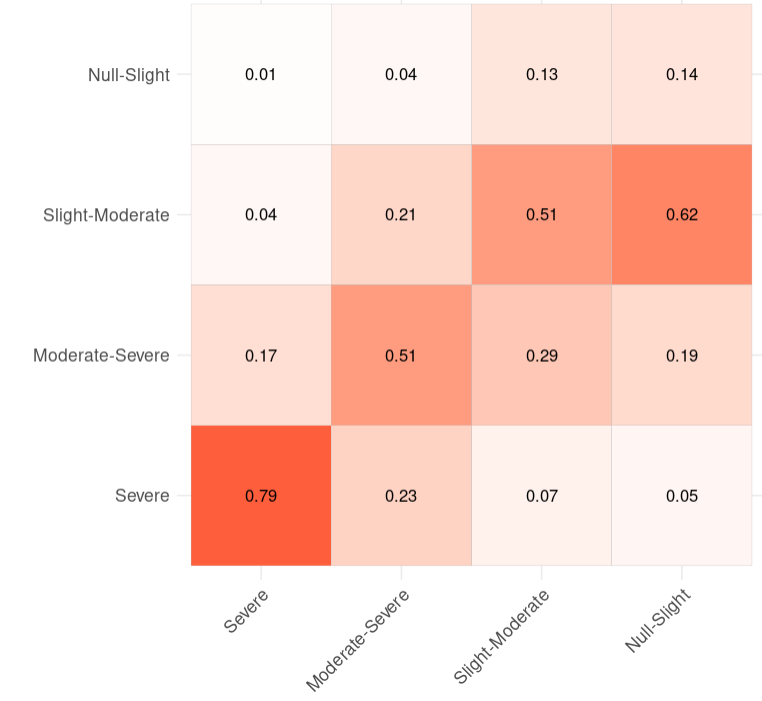 Null-Slight 0.01 0.04 0.13 0.14
Slight-Moderate 0.04 0.21 0.51 0.62
Moderate-Severe 0.17 0.51 0.29 0.19
Severe 0.79 0.23 0.07 0.05
Severe Moderate-Severe Slight-Moderate Null-Slight